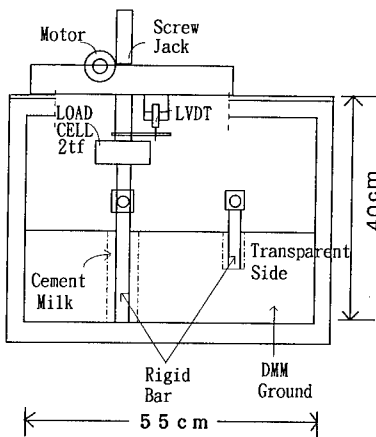 Motor
Screw
Jack
LOAD
CELL
2tf
LVDT
40cm
Cement
Milk
Transparent
Side
Rigid
Bar
DMM
Ground
55cm